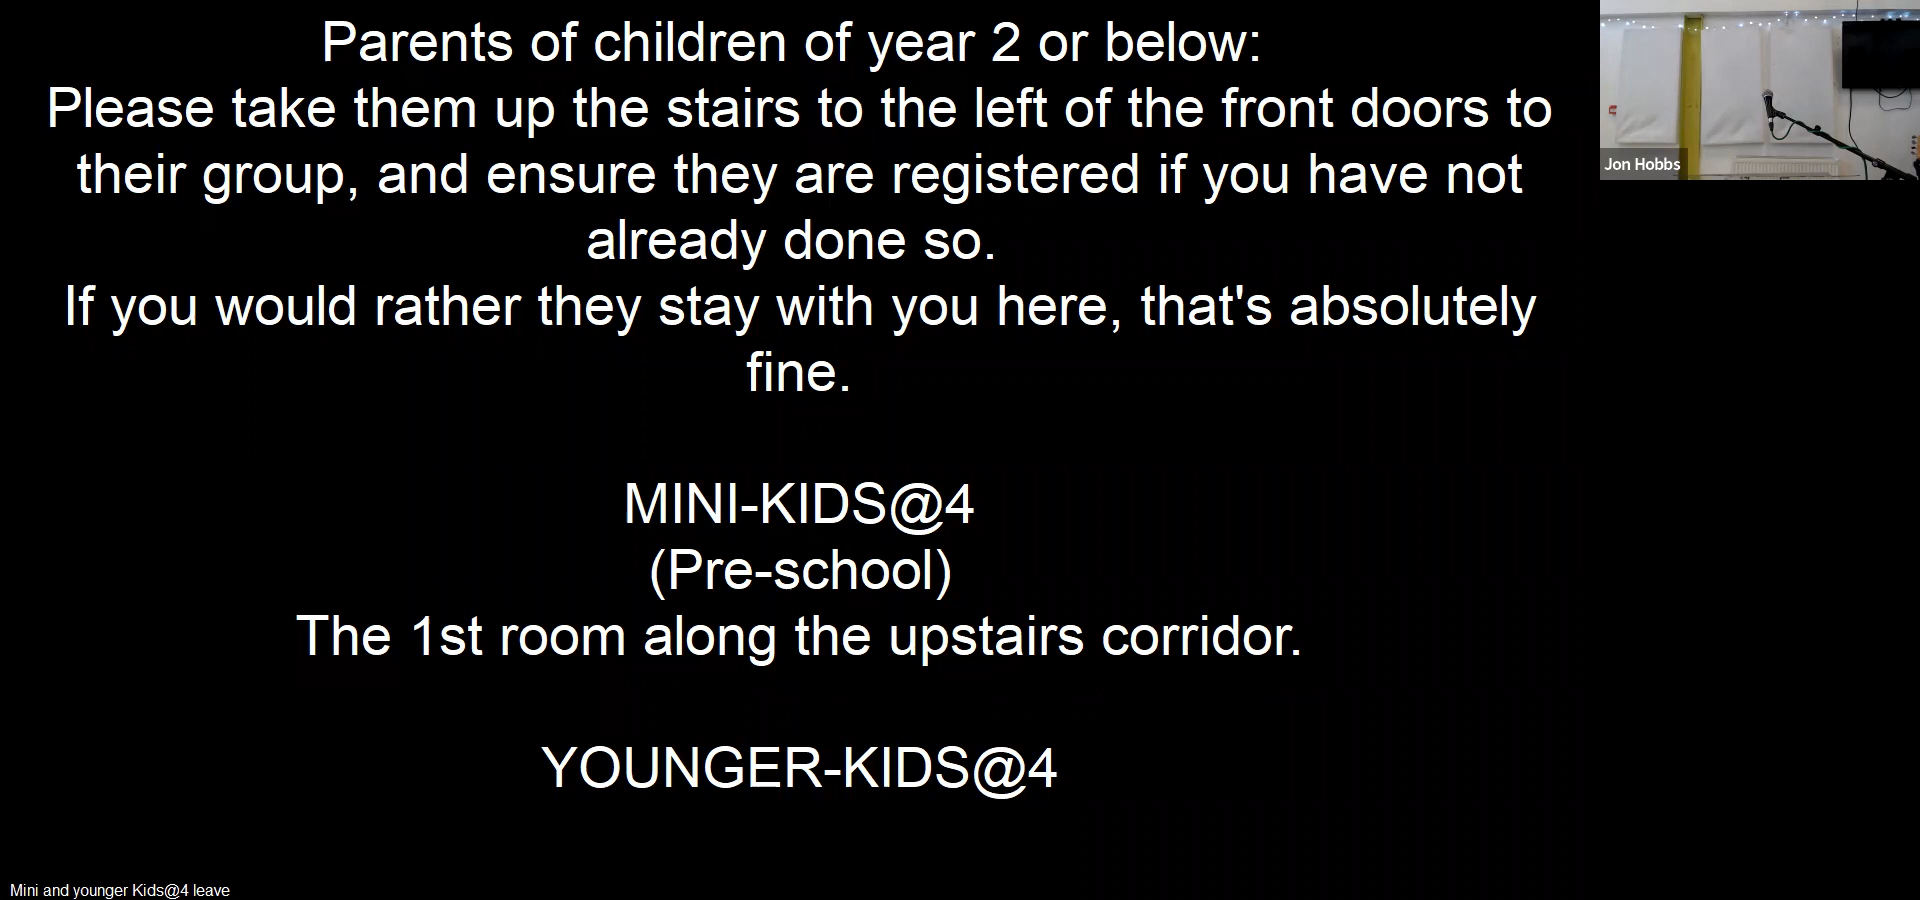 Parents of children of year 2 or below:
Please take them up the stairs to the left of the front doors to
their group, and ensure they are registered if you have not
already done so.
If you would rather they stay with you here, that's absolutely
fine.
MINI-KIDS@4
(Pre-school)
The 1st room along the upstairs corridor.
YOUNGER-KIDS@4
Mini and younger Kids@4 leave
Jon Hobbs